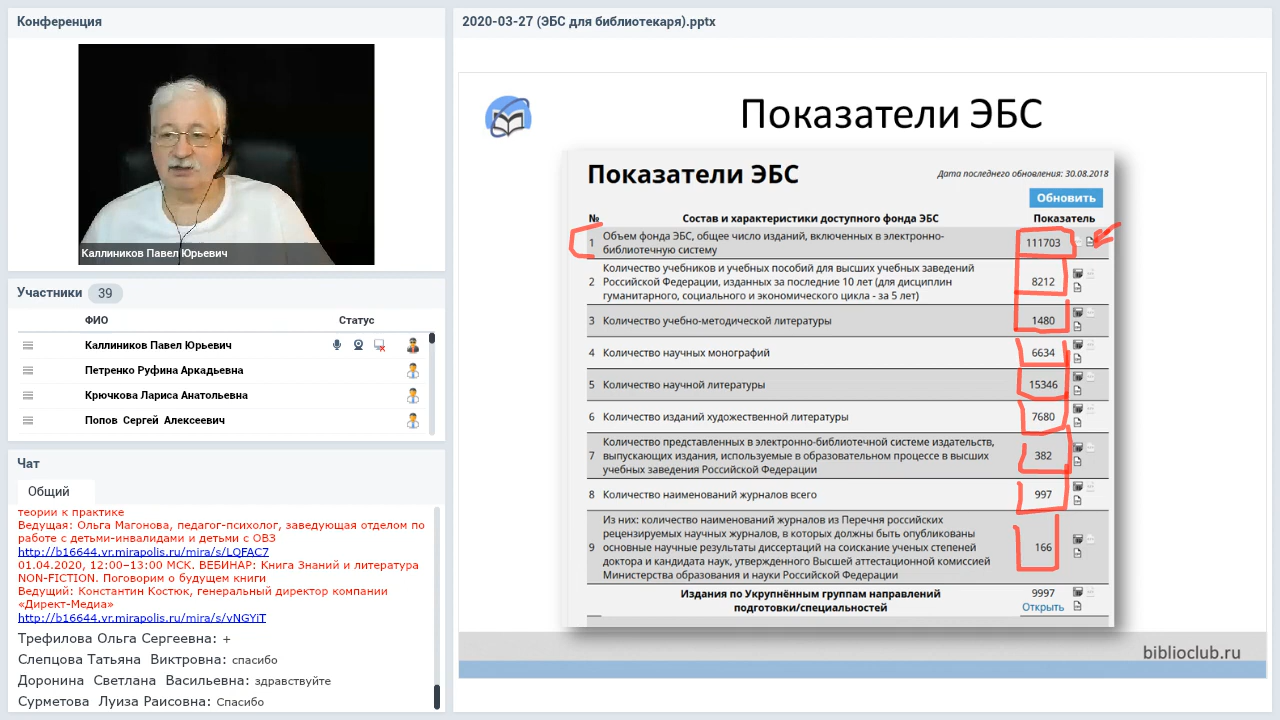 Конференция
Каллиников Павел Юрьевич
Участники 39
ФИО Статус
Каллиников Павел Юрьевич
Петренко Руфина Аркадьевна
Крючкова Лариса Анатольевна
Попов Сергей Алексеевич
Чат
Общий
теории к практике
Ведущая: Ольга Магонова, педагог-психолог, заведующая отделом по
работе с детьми-инвалидами и детьми с ОВЗ
http://b16644.vr.mirapolis.ru/mira/s/LQFAC7
01.04.2020, 12:00–13:00 МСК. ВЕБИНАР: Книга Знаний и литература
NON-FICTION. Поговорим о будущем книги
Ведущий: Константин Костюк, генеральный директор компании
«Директ-Медиа»
http://b16644.vr.mirapolis.ru/mira/s/vNGYiT
Трефилова Ольга Сергеевна: +
Слепцова Татьяна Виктровна: спасибо
Доронина Светлана Васильевна: здравствуйте
Сурметова Луиза Раисовна: Спасибо
2020-03-27 (ЭБС для библиотекаря).pptx
Показатели ЭБС
Показатели ЭБС
Дата последнего обновления: 30.08.2018
Обновить
№ Состав и характеристики доступного фонда ЭБС Показатель
1 Объем фонда ЭБС, общее число изданий, включенных в электронно-
библиотечную систему 111703
2 Количество учебников и учебных пособий для высших учебных заведений
Российской Федерации, изданных за последние 10 лет (для дисциплин
гуманитарного, социального и экономического цикла - за 5 лет) 8212
3 Количество учебно-методической литературы 1480
4 Количество научных монографий 6634
5 Количество научной литературы 15346
6 Количество изданий художественной литературы 7680
7 Количество представленных в электронно-библиотечной системе издательств,
выпускающих издания, используемые в образовательном процессе в высших
учебных заведения Российской Федерации 382
8 Количество наименований журналов всего 997
9 Из них: количество наименований журналов из Перечня российских
рецензируемых научных журналов, в которых должны быть опубликованы
основные научные результаты диссертаций на соискание ученых степеней
доктора и кандидата наук, утвержденного Высшей аттестационной комиссией
Министерства образования и науки Российской Федерации 166
Издания по Укрупнённым группам направлений
подготовки/специальностей
9997
Открыть
biblioclub.ru